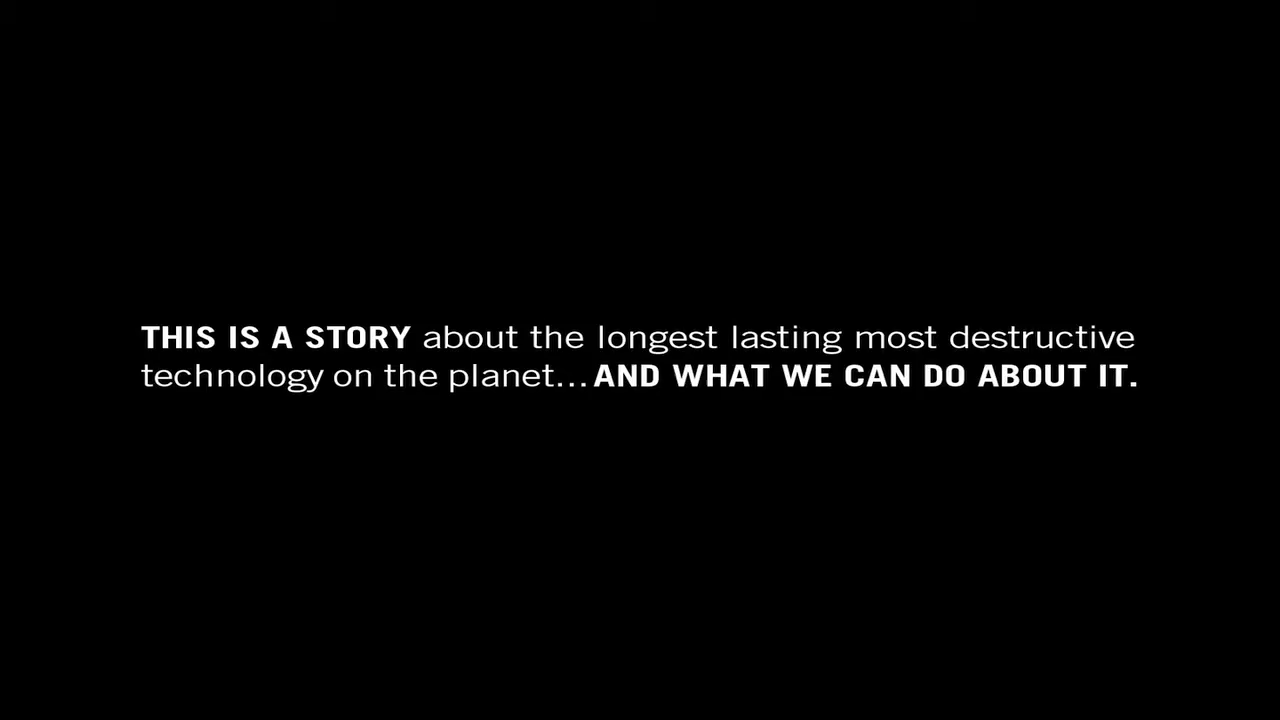 THIS IS A STORY about the longest lasting most destructive
technology on the planet...AND WHAT WE CAN DO ABOUT IT.